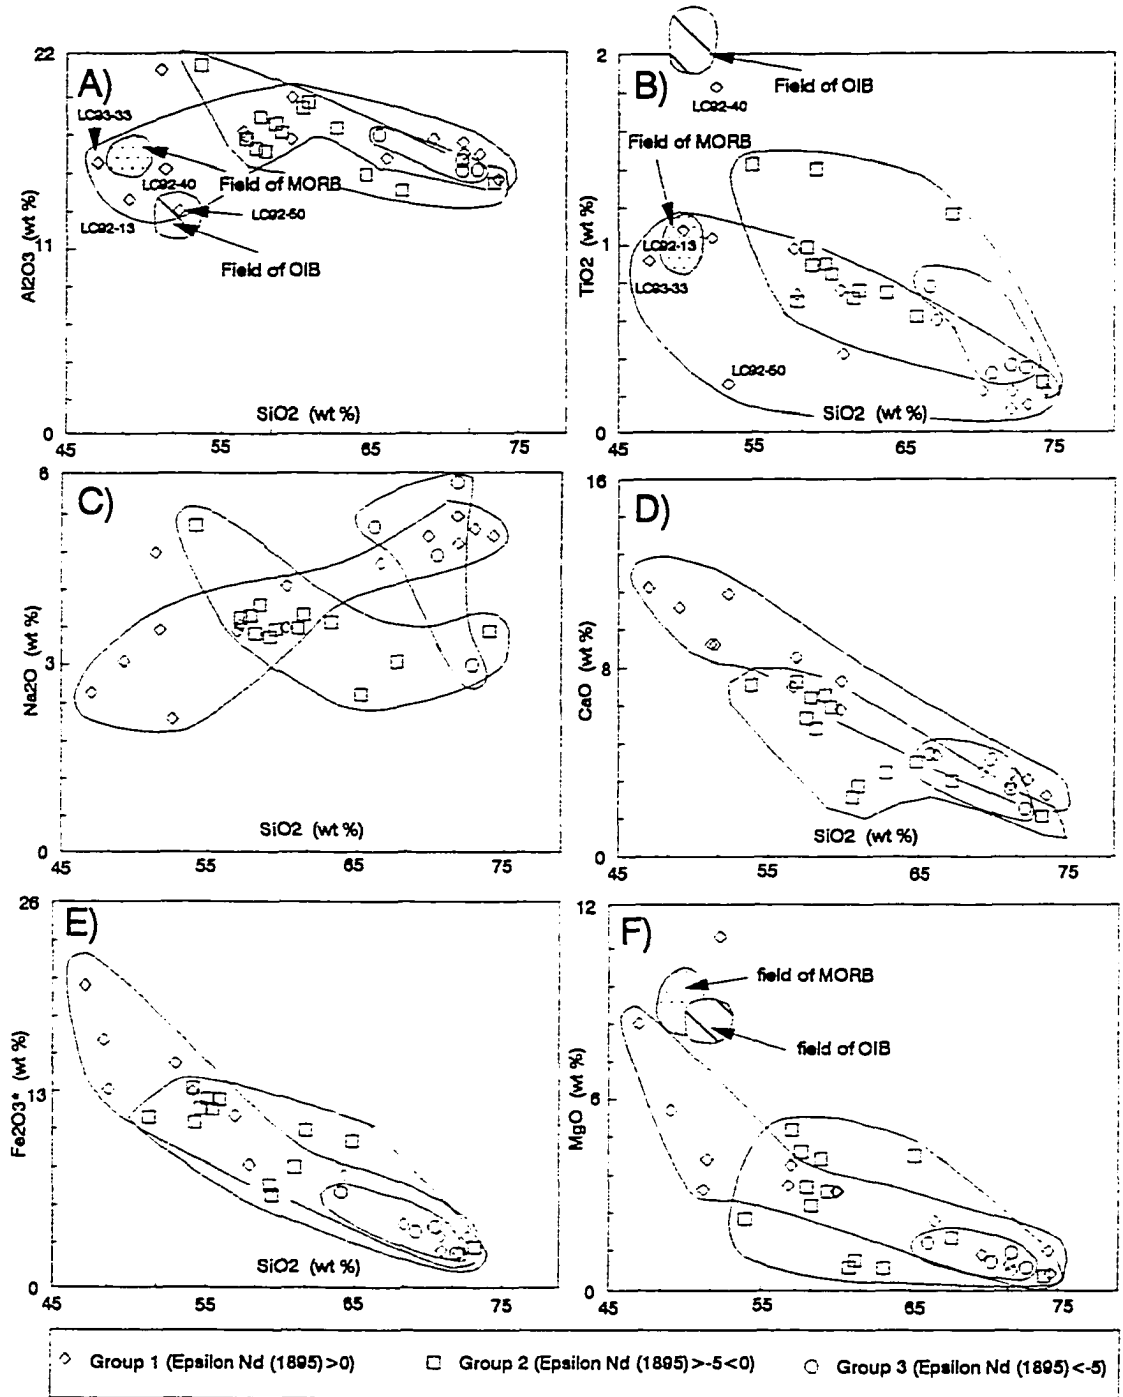 22
A)
LC93-33
Field of MORB
LC92-40
LC92-50
LC92-13
11
Field of OIB
Al2O3 (wt %)
SiO2 (wt %)
0
45
55
65
75
2
B)
Field of OIB
LC92-40
Field of MORB
TiO2 (wt %)
1
LC92-13
LC93-33
LC92-50
SiO2 (wt %)
0
45
55
65
75
6
C)
Na2O (wt %)
3
SiO2 (wt %)
0
45
55
65
75
16
D)
CaO (wt %)
8
SiO2 (wt %)
0
45
55
65
75
26
E)
Fe2O3* (wt %)
13
SiO2 (wt %)
0
45
55
65
75
12
F)
field of MORB
field of OIB
MgO (wt %)
6
0
45
55
65
75
Group 1 (Epsilon Nd (1895) >0)
Group 2 (Epsilon Nd (1895) >-5<0)
Group 3 (Epsilon Nd (1895) <-5)